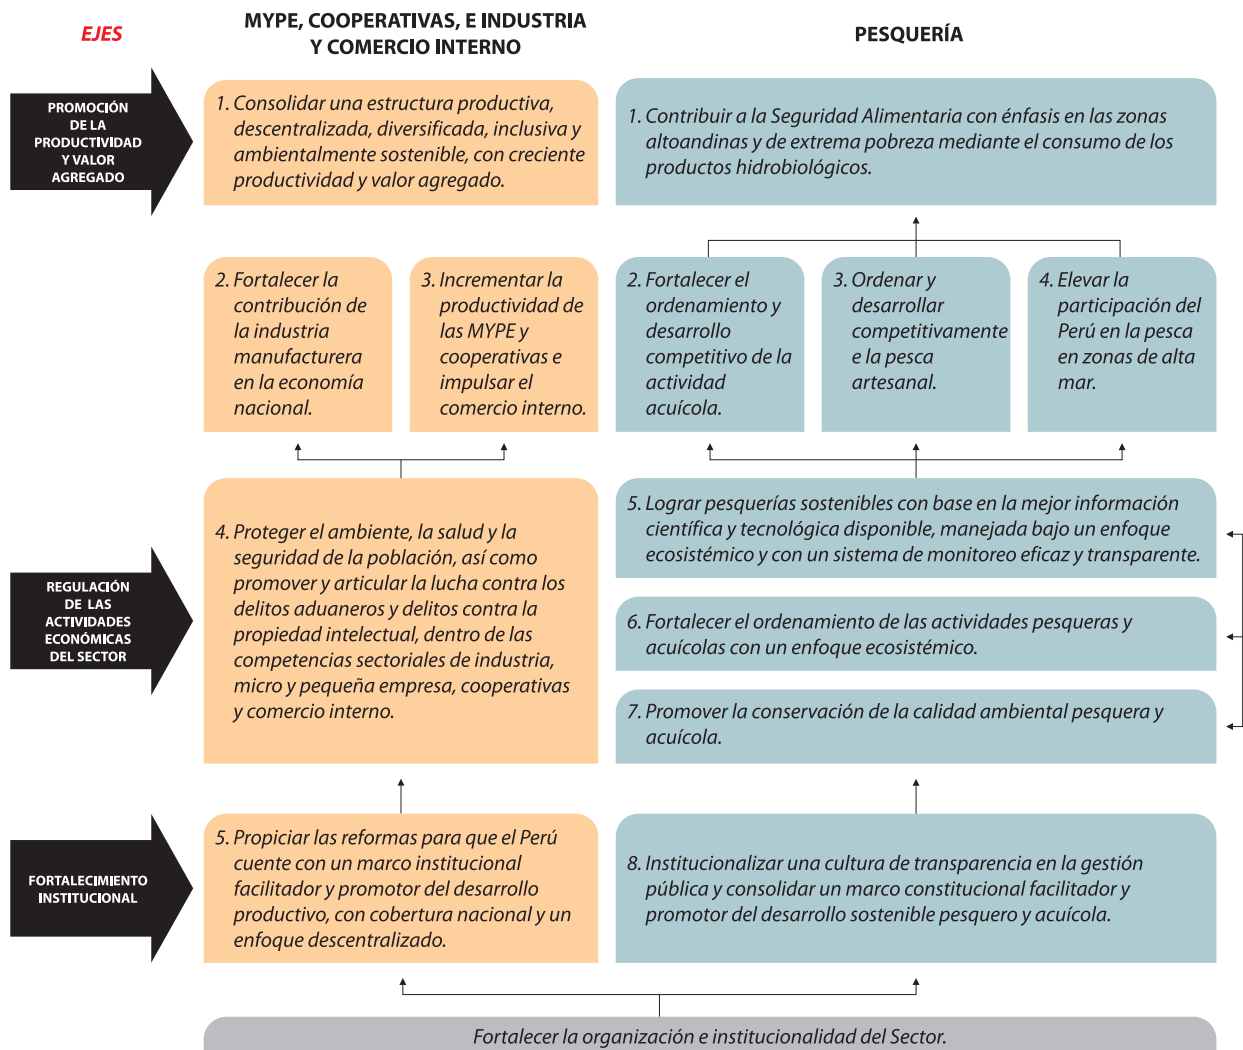 EJES
MYPE, COOPERATIVAS, E INDUSTRIA
Y COMERCIO INTERNO
PESQUERÍA
PROMOCIÓN
DE LA
PRODUCTIVIDAD
Y VALOR
AGREGADO
1. Consolidar una estructura productiva,
descentralizada, diversificada, inclusiva y
ambientalmente sostenible, con creciente
productividad y valor agregado.
1. Contribuir a la Seguridad Alimentaria con énfasis en las zonas
altoandinas y de extrema pobreza mediante el consumo de los
productos hidrobiológicos.
2. Fortalecer la
contribución de
la industria
manufacturera
en la economía
nacional.
3. Incrementar la
productividad de
las MYPE y
cooperativas e
impulsar el
comercio interno.
2. Fortalecer el
ordenamiento y
desarrollo
competitivo de la
actividad
acuícola.
3. Ordenar y
desarrollar
competitivamente
e la pesca
artesanal.
4. Elevar la
participación del
Perú en la pesca
en zonas de alta
mar.
REGULACIÓN
DE LAS
ACTIVIDADES
ECONÓMICAS
DEL SECTOR
4. Proteger el ambiente, la salud y la
seguridad de la población, así como
promover y articular la lucha contra los
delitos aduaneros y delitos contra la
propiedad intelectual, dentro de las
competencias sectoriales de industria,
micro y pequeña empresa, cooperativas
y comercio interno.
5. Lograr pesquerías sostenibles con base en la mejor información
científica y tecnológica disponible, manejada bajo un enfoque
ecosistémico y con un sistema de monitoreo eficaz y transparente.
6. Fortalecer el ordenamiento de las actividades pesqueras y
acuícolas con un enfoque ecosistémico.
7. Promover la conservación de la calidad ambiental pesquera y
acuícola.
FORTALECIMIENTO
INSTITUCIONAL
5. Propiciar las reformas para que el Perú
cuente con un marco institucional
facilitador y promotor del desarrollo
productivo, con cobertura nacional y un
enfoque descentralizado.
8. Institucionalizar una cultura de transparencia en la gestión
pública y consolidar un marco constitucional facilitador y
promotor del desarrollo sostenible pesquero y acuícola.
Fortalecer la organización e institucionalidad del Sector.